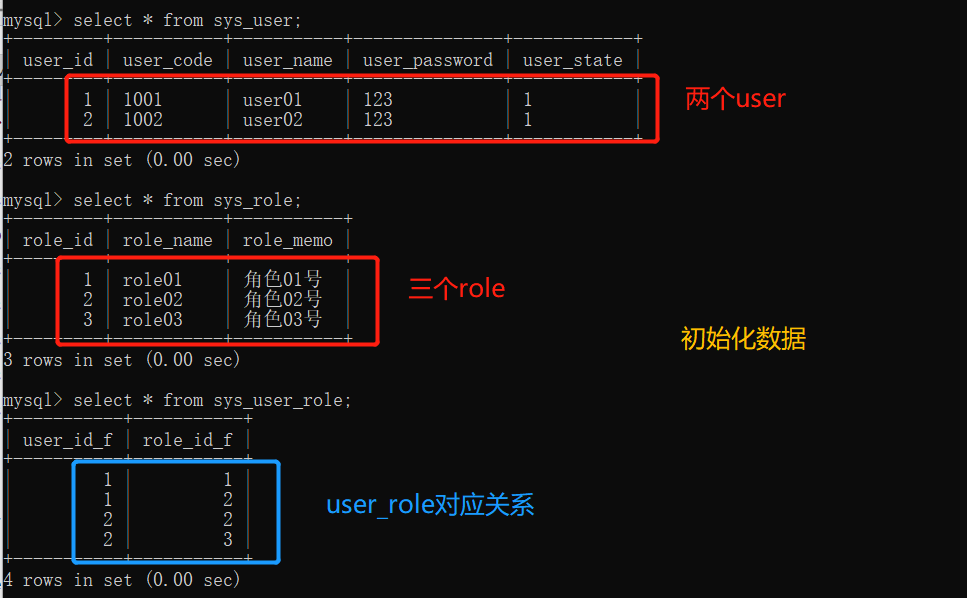 mysql> select * from sys_user;
+---------+-----------+-----------+---------------+------------+
| user_id | user_code | user_name | user_password | user_state |
+---------+-----------+-----------+---------------+------------+
| 1 | 1001 | user01 | 123 | 1 |
| 2 | 1002 | user02 | 123 | 1 |
+---------+-----------+-----------+---------------+------------+
两个user
2 rows in set (0.00 sec)
mysql> select * from sys_role;
+---------+-----------+-----------+
| role_id | role_name | role_memo |
+---------+-----------+-----------+
| 1 | role01 | 角色01号 |
| 2 | role02 | 角色02号 |
| 3 | role03 | 角色03号 |
+---------+-----------+-----------+
三个role
初始化数据
3 rows in set (0.00 sec)
mysql> select * from sys_user_role;
+-----------+-----------+
| user_id_f | role_id_f |
+-----------+-----------+
| 1 | 1 |
| 1 | 2 |
| 2 | 2 |
| 2 | 3 |
+-----------+-----------+
user_role对应关系
4 rows in set (0.00 sec)